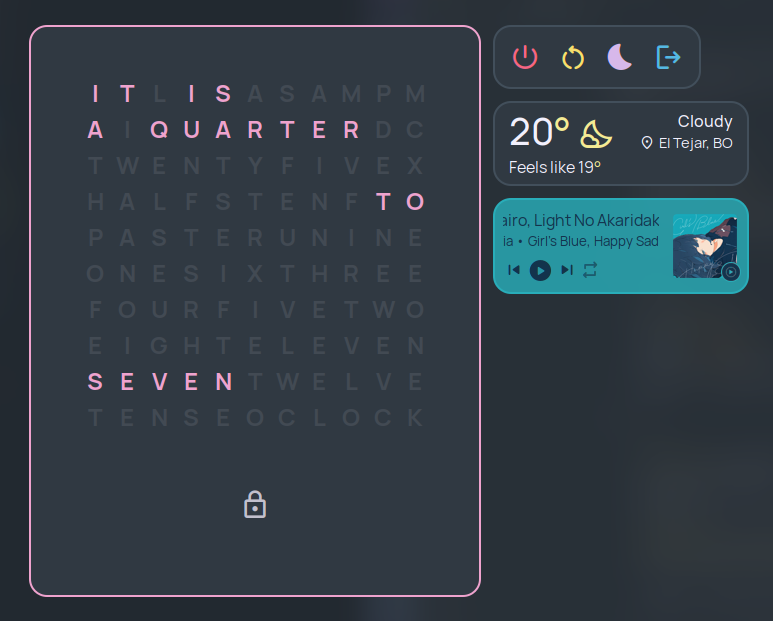 I T L I S A S A M P M
A I Q U A R T E R D C
T W E N T Y F I V E X
H A L F S T E N F T O
P A S T E R U N I N E
O N E S I X T H R E E
F O U R F I V E T W O
E I G H T E L E V E N
S E V E N T W E L V E
T E N S E O C L O C K
20°
Cloudy
El Tejar, BO
Feels like 19°
airo, Light No Akaridak
ia • Girl's Blue, Happy Sad